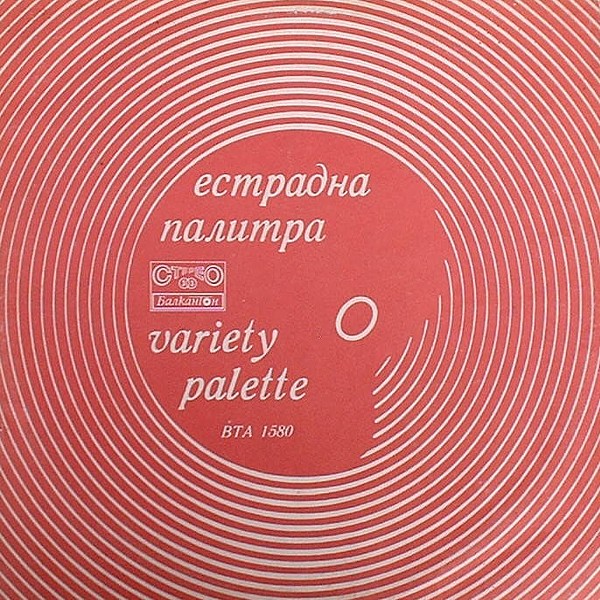 естрадна
палитра
СТЕРЕО
Балкантон
variety
palette
ВТА 1580